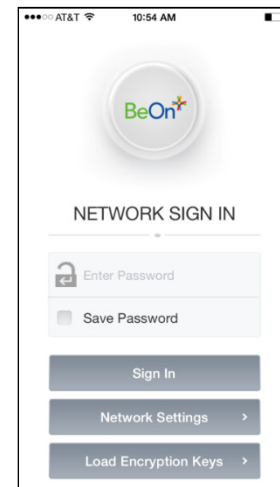 AT&T 10:54 AM
BeOn
NETWORK SIGN IN
Enter Password
Save Password
Sign In
Network Settings
Load Encryption Keys